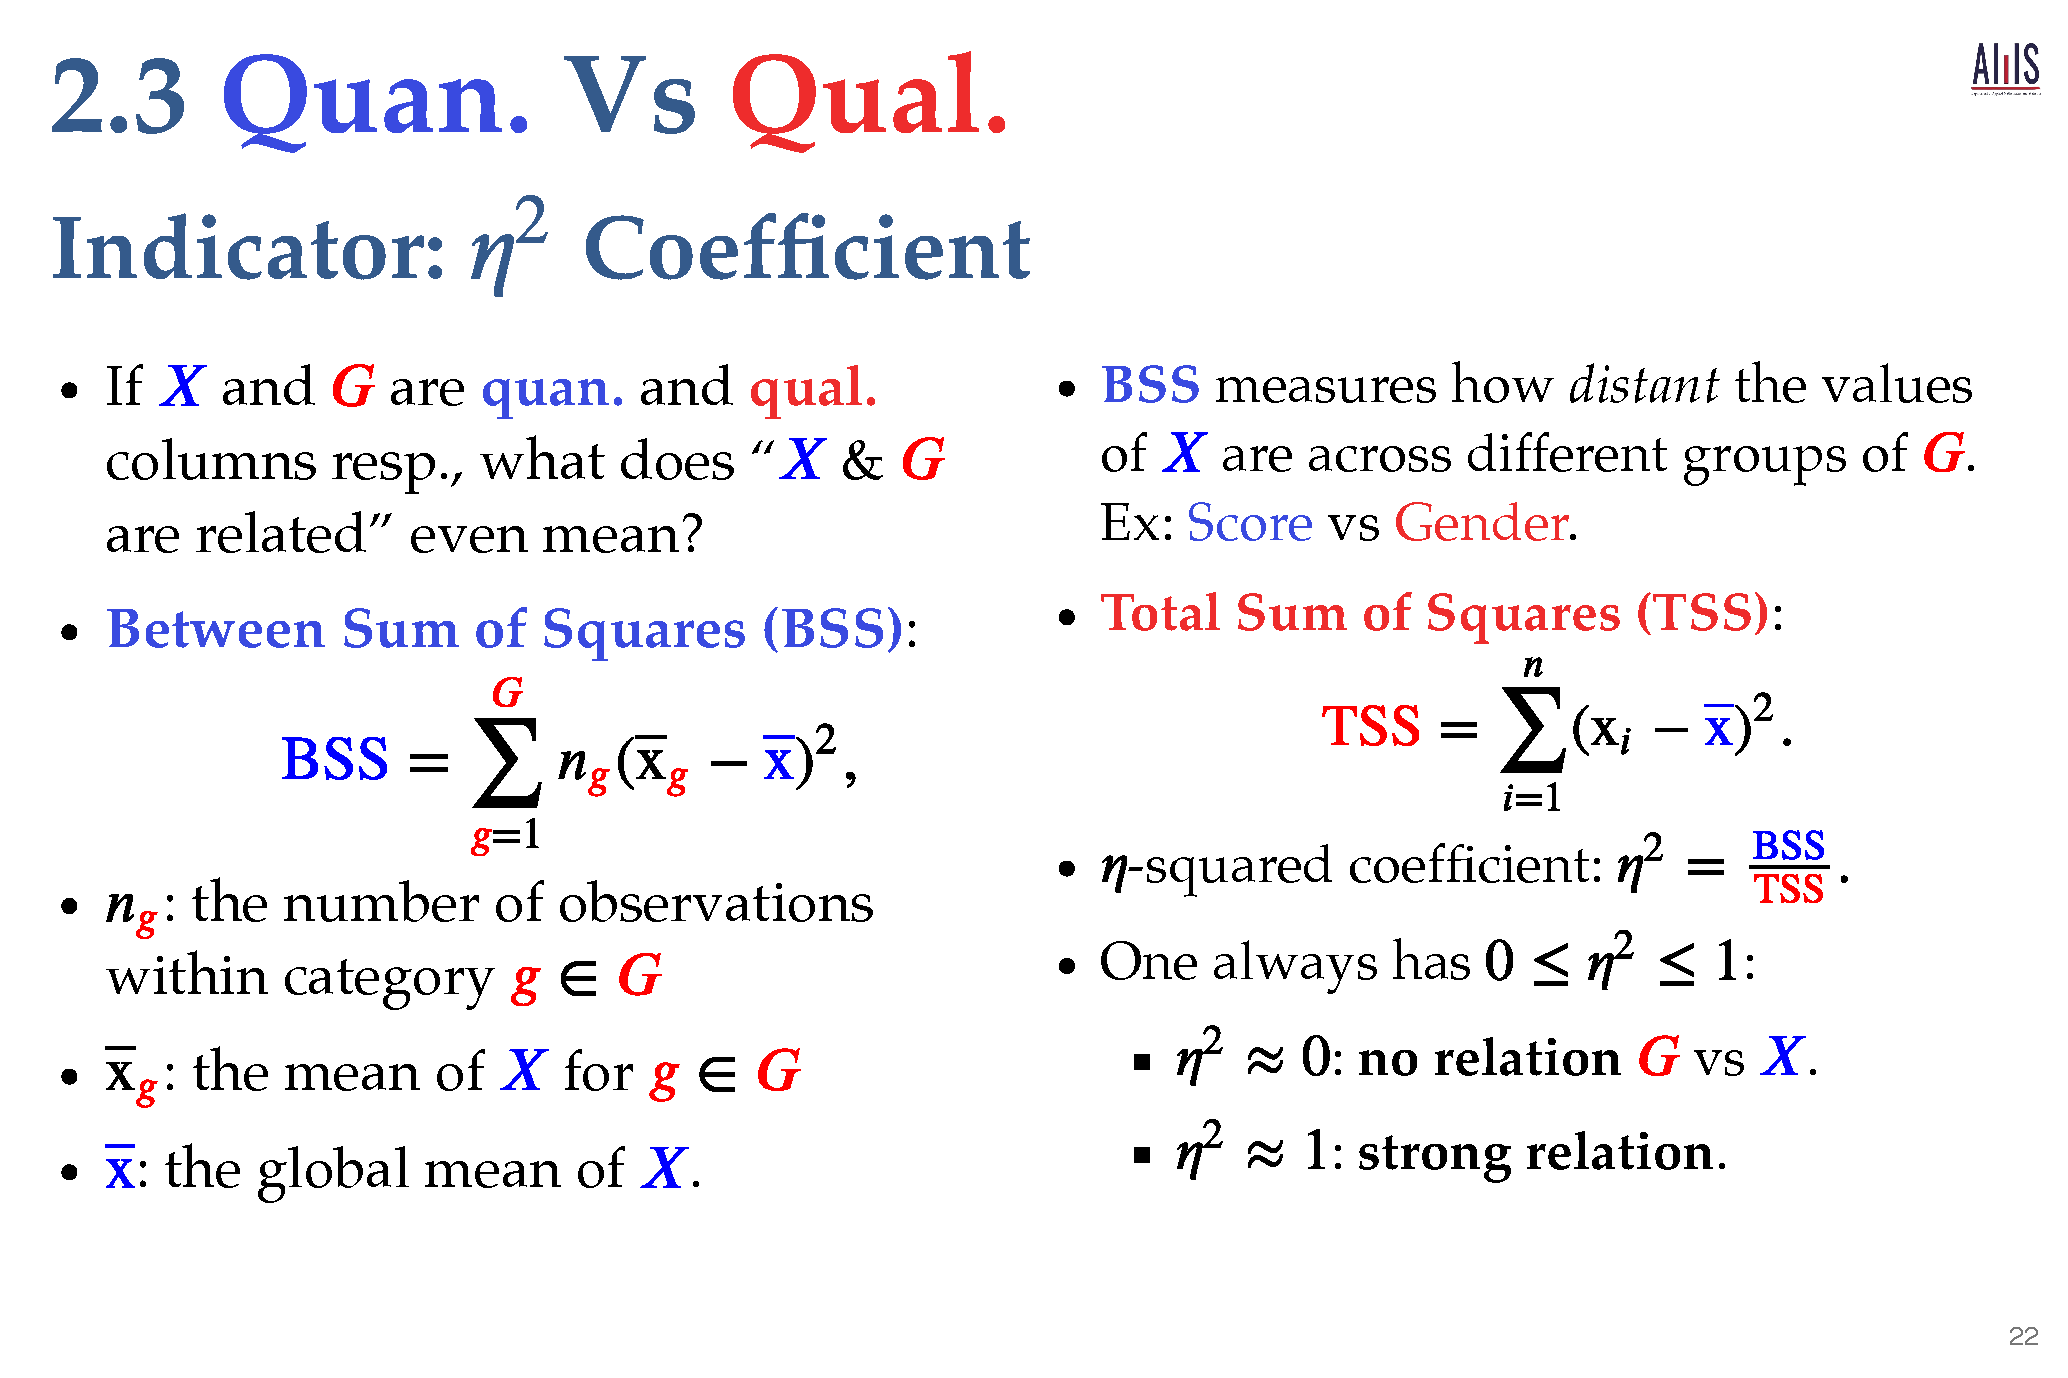 2.3 Quan. Vs Qual.
AMIS
Indicator: η² Coefficient
• If X and G are quan. and qual.
columns resp., what does “X & G
are related” even mean?
• Between Sum of Squares (BSS):
BSS = ∑_{g=1}^{G} n_g(x̄_g − x̄)²,
• n_g: the number of observations
within category g ∈ G
• x̄_g: the mean of X for g ∈ G
• x̄: the global mean of X.
• BSS measures how distant the values
of X are across different groups of G.
Ex: Score vs Gender.
• Total Sum of Squares (TSS):
TSS = ∑_{i=1}^{n} (x_i − x̄)².
• η-squared coefficient: η² = BSS/TSS.
• One always has 0 ≤ η² ≤ 1:
▪ η² ≈ 0: no relation G vs X.
▪ η² ≈ 1: strong relation.
22